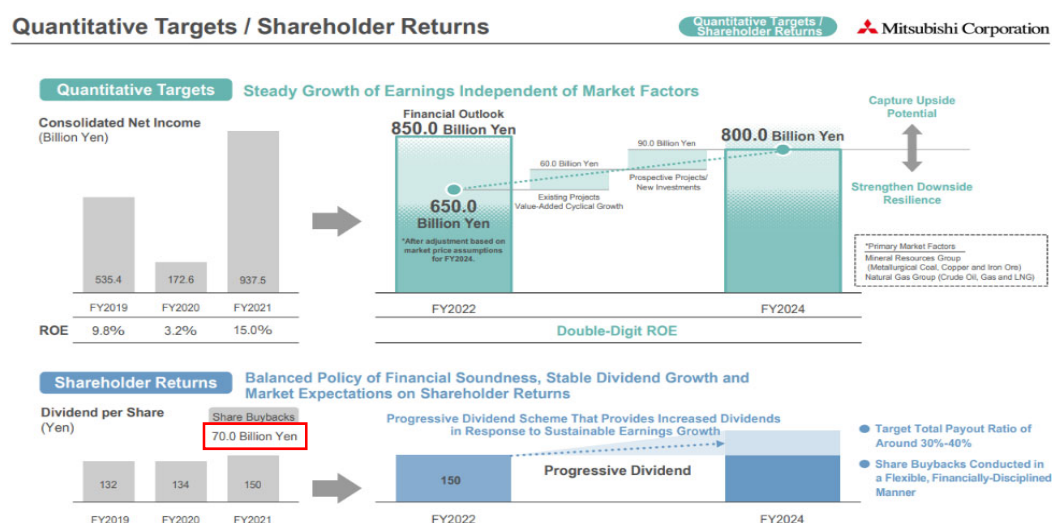 Quantitative Targets / Shareholder Returns
Quantitative Targets /
Shareholder Returns
Mitsubishi Corporation
Quantitative Targets
Steady Growth of Earnings Independent of Market Factors
Consolidated Net Income
(Billion Yen)
535.4
172.6
937.5
FY2019
FY2020
FY2021
ROE
9.8%
3.2%
15.0%
Financial Outlook
850.0 Billion Yen
650.0
Billion Yen
*After adjustment based on
market price assumptions
for FY2024.
60.0 Billion Yen
Existing Projects
Value-Added Cyclical Growth
90.0 Billion Yen
Prospective Projects/
New Investments
800.0 Billion Yen
FY2022
FY2024
Double-Digit ROE
Capture Upside
Potential
Strengthen Downside
Resilience
*Primary Market Factors
Mineral Resources Group
(Metallurgical Coal, Copper and Iron Ore)
Natural Gas Group (Crude Oil, Gas and LNG)
Shareholder Returns
Balanced Policy of Financial Soundness, Stable Dividend Growth and
Market Expectations on Shareholder Returns
Dividend per Share
(Yen)
Share Buybacks
70.0 Billion Yen
132
134
150
FY2019
FY2020
FY2021
Progressive Dividend Scheme That Provides Increased Dividends
in Response to Sustainable Earnings Growth
150
Progressive Dividend
FY2022
FY2024
Target Total Payout Ratio of
Around 30%-40%
Share Buybacks Conducted in
a Flexible, Financially-Disciplined
Manner